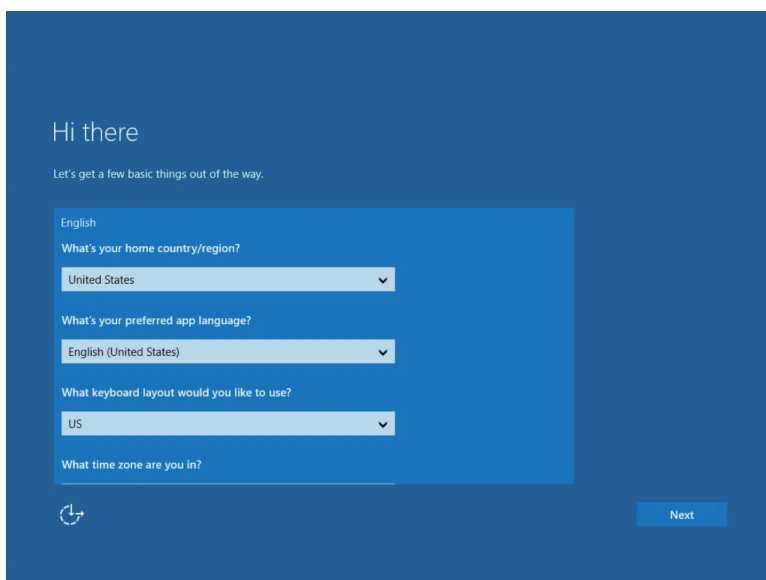 Hi there
Let's get a few basic things out of the way.
English
What's your home country/region?
United States
What's your preferred app language?
English (United States)
What keyboard layout would you like to use?
US
What time zone are you in?
Next